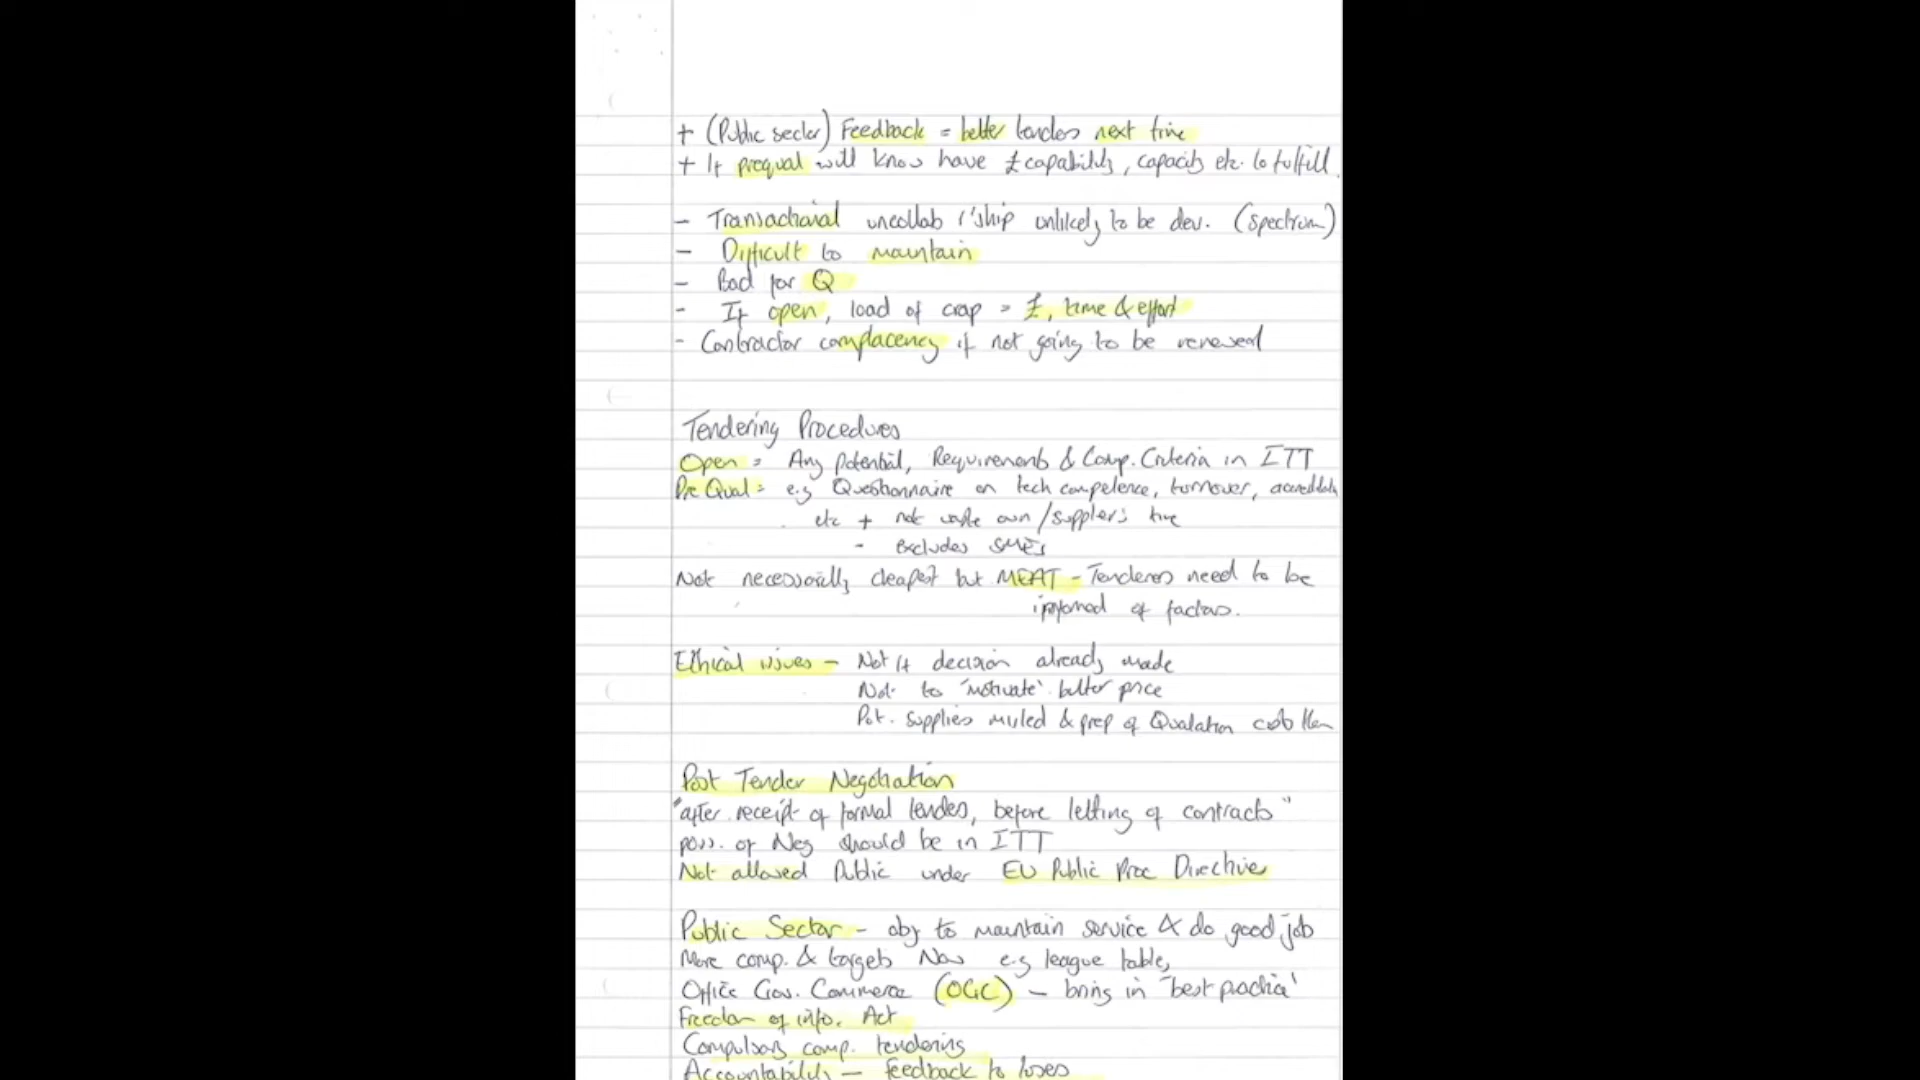 + (Public sector) Feedback = better tenders next time
+ If prequal will know have £ capability, capacity etc. to fulfill
- Transactional uncollab r'ship unlikely to be dev. (spectrum)
- Difficult to maintain
- Bad for Q
- If open, load of crap = £, time & effort
- Contractor complacency if not going to be renewed
Tendering Procedures
Open = Any potential, Requirements & Comp. Criteria in ITT
Pre Qual = e.g Questionnaire on tech competence, turnover,
etc + not waste own/supplier's time
- excludes SMEs
Not necessarily cheapest but MEAT - Tenderers need to be
informed of factors.
Ethical issues - Not if decision already made
Not to 'motivate' better price
Pot. supplies misled & prep of costs them
Post Tender Negotiation
"after receipt of formal tenders, before letting of contracts"
poss. of Neg should be in ITT
Not allowed Public under EU Public Proc Directive
Public Sector - obj to maintain service & do good job
More comp. & targets Now e.g league tables
Office Gov. Commerce (OGC) - bring in 'best practice'
Freedom of info. Act
Compulsory comp. tendering
Accountability - feedback to loses